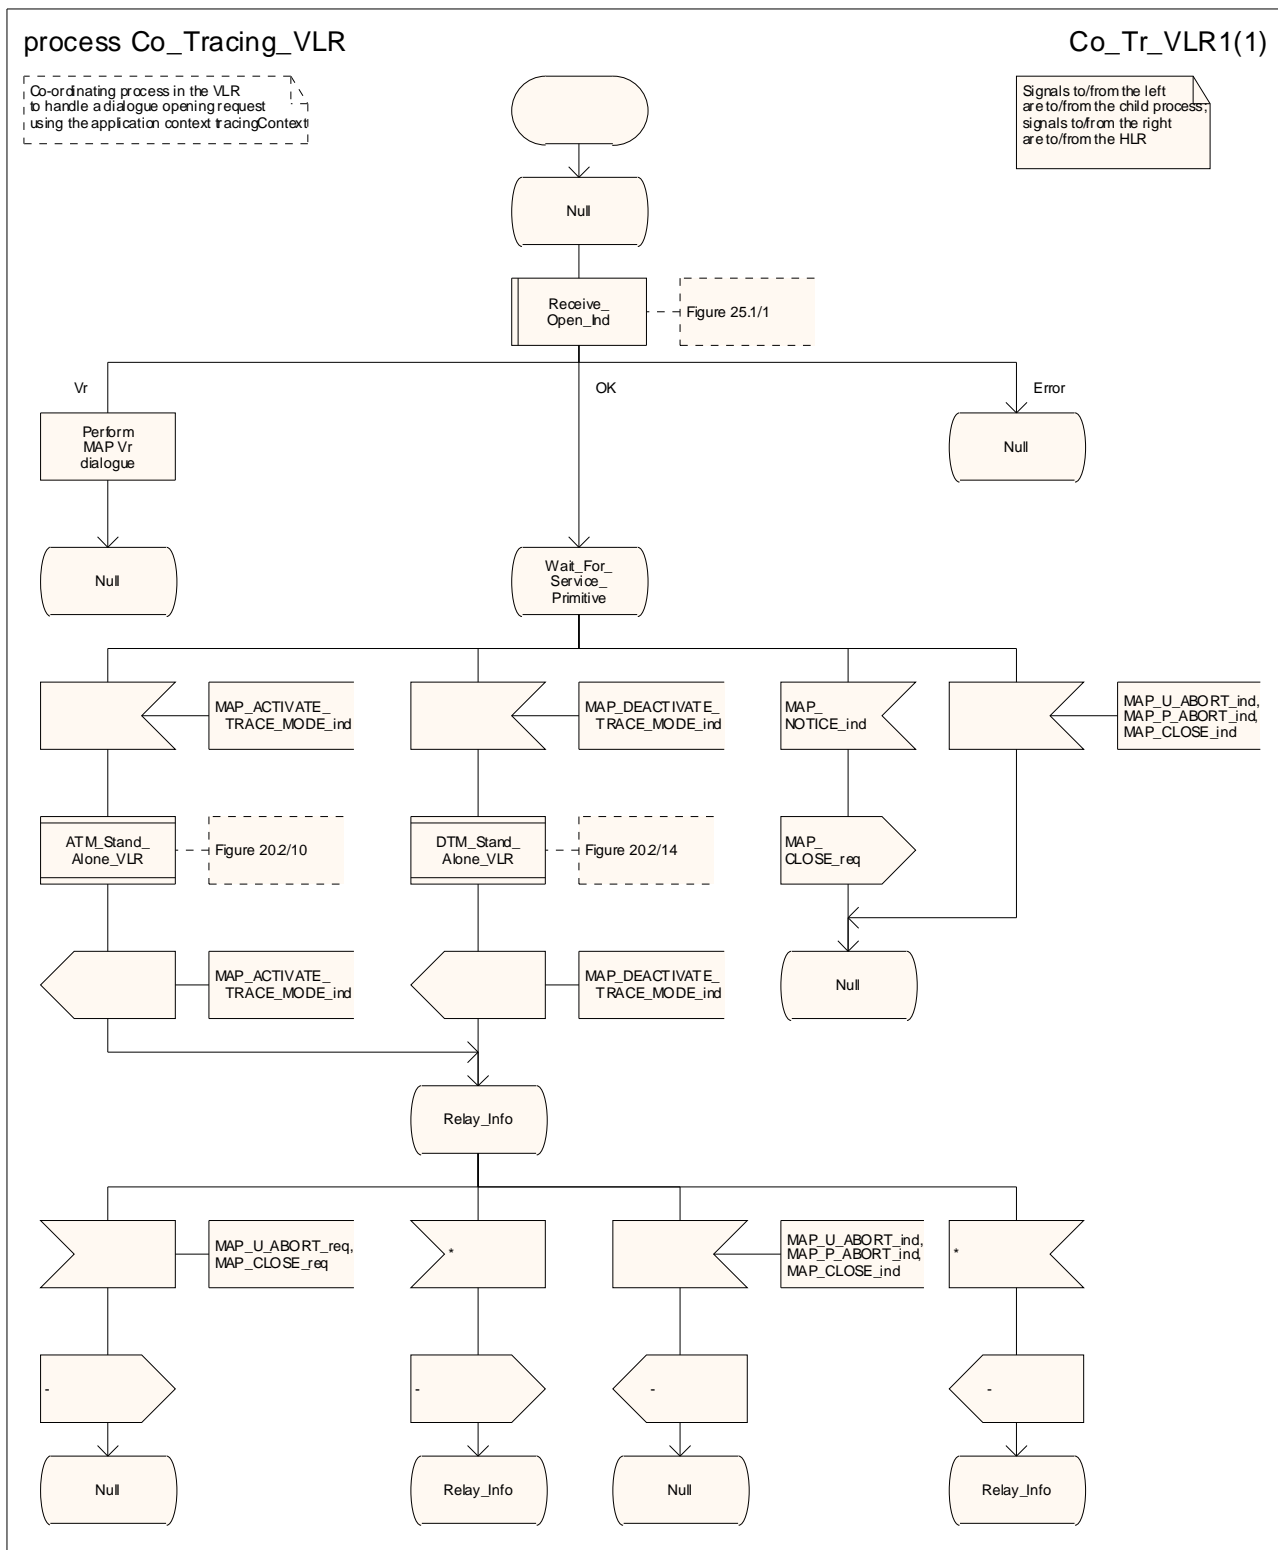 process Co_Tracing_VLR
Co_Tr_VLR1(1)
Co-ordinating process in the VLR
to handle a dialogue opening request
using the application context tracingContext
Signals to/from the left
are to/from the child process;
signals to/from the right
are to/from the HLR
Null
Receive_
Open_Ind
Figure 25.1/1
Vr
OK
Error
Perform
MAP Vr
dialogue
Null
Null
Wait_For_
Service_
Primitive
MAP_ACTIVATE_
TRACE_MODE_ind
MAP_DEACTIVATE_
TRACE_MODE_ind
MAP_
NOTICE_ind
MAP_U_ABORT_ind,
MAP_P_ABORT_ind,
MAP_CLOSE_ind
ATM_Stand_
Alone_VLR
Figure 20.2/10
DTM_Stand_
Alone_VLR
Figure 20.2/14
MAP_
CLOSE_req
MAP_ACTIVATE_
TRACE_MODE_ind
MAP_DEACTIVATE_
TRACE_MODE_ind
Null
Relay_Info
MAP_U_ABORT_req,
MAP_CLOSE_req
*
MAP_U_ABORT_ind,
MAP_P_ABORT_ind,
MAP_CLOSE_ind
*
-
-
-
-
Null
Relay_Info
Null
Relay_Info